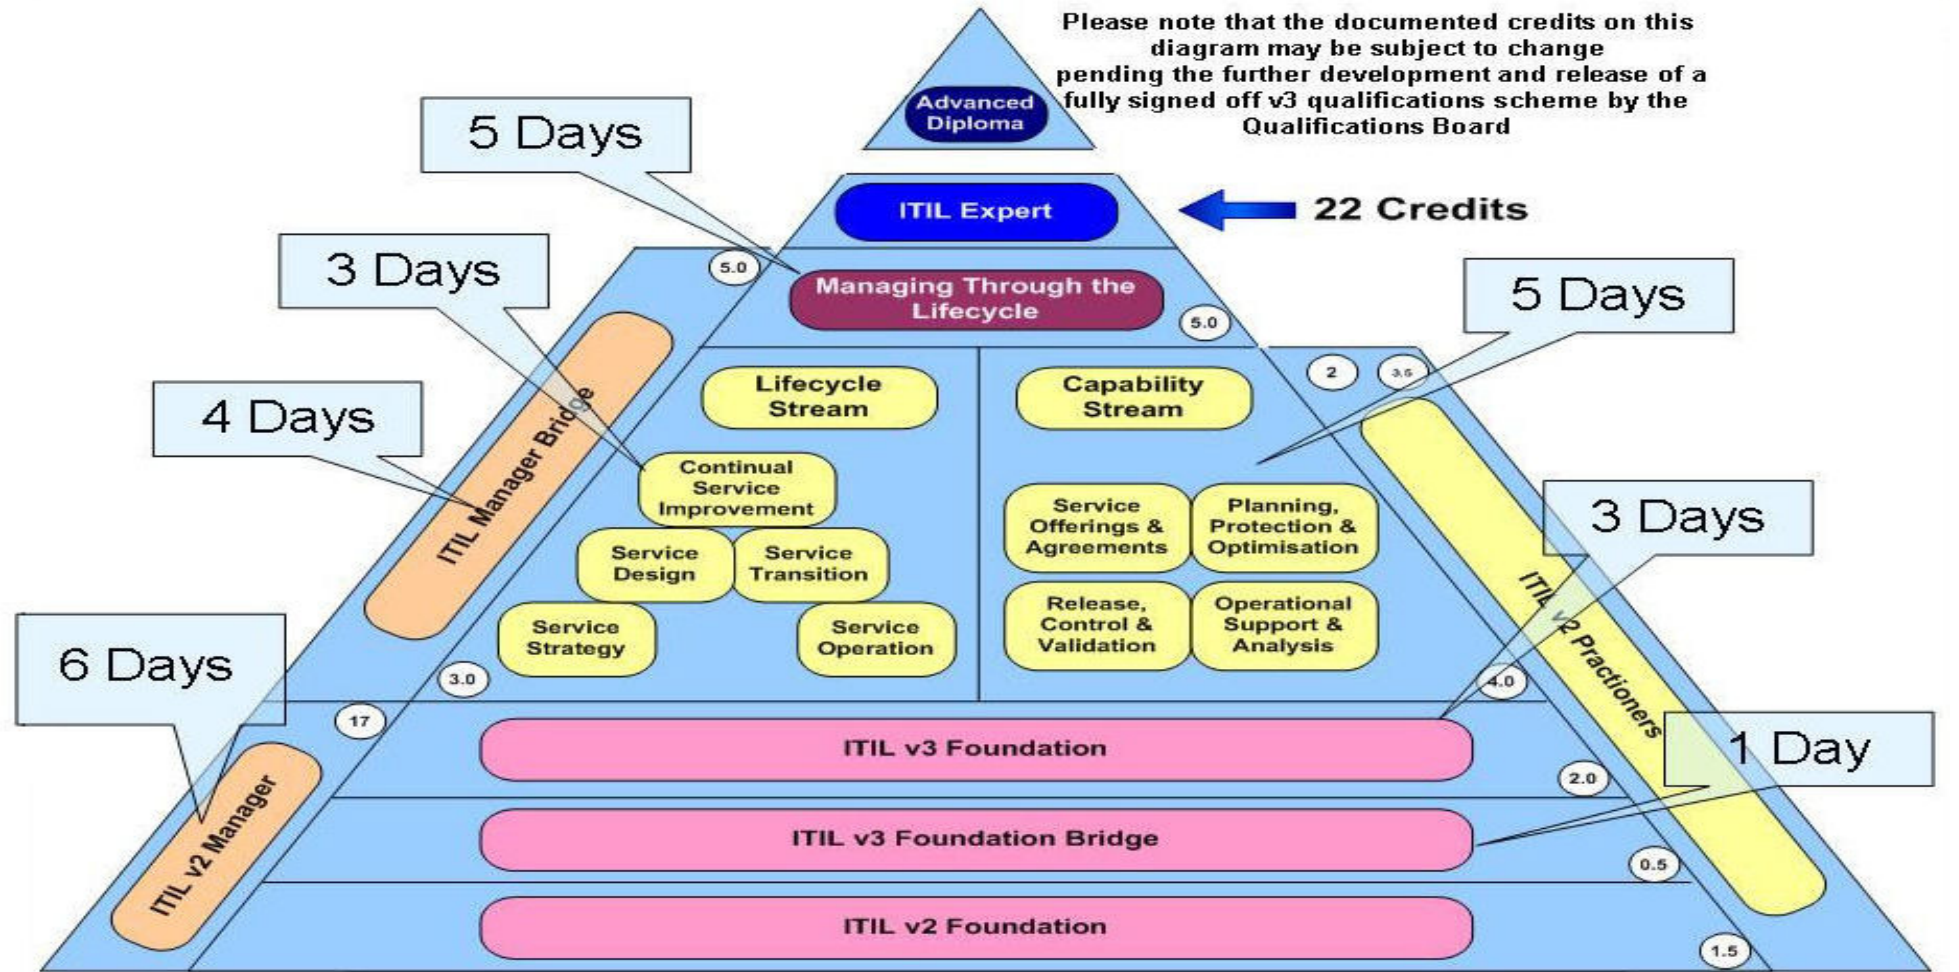 Please note that the documented credits on this
diagram may be subject to change
pending the further development and release of a
fully signed off v3 qualifications scheme by the
Qualifications Board
Advanced
Diploma
5 Days
ITIL Expert
22 Credits
3 Days
5.0
Managing Through the
Lifecycle
5.0
5 Days
4 Days
ITIL Manager Bridge
Lifecycle
Stream
Capability
Stream
2
3.5
Continual
Service
Improvement
Service
Design
Service
Transition
Service
Strategy
Service
Operation
Service
Offerings &
Agreements
Planning,
Protection &
Optimisation
Release,
Control &
Validation
Operational
Support &
Analysis
3 Days
ITIL v2 Practioners
6 Days
3.0
4.0
17
ITIL v2 Manager
ITIL v3 Foundation
2.0
1 Day
ITIL v3 Foundation Bridge
0.5
ITIL v2 Foundation
1.5